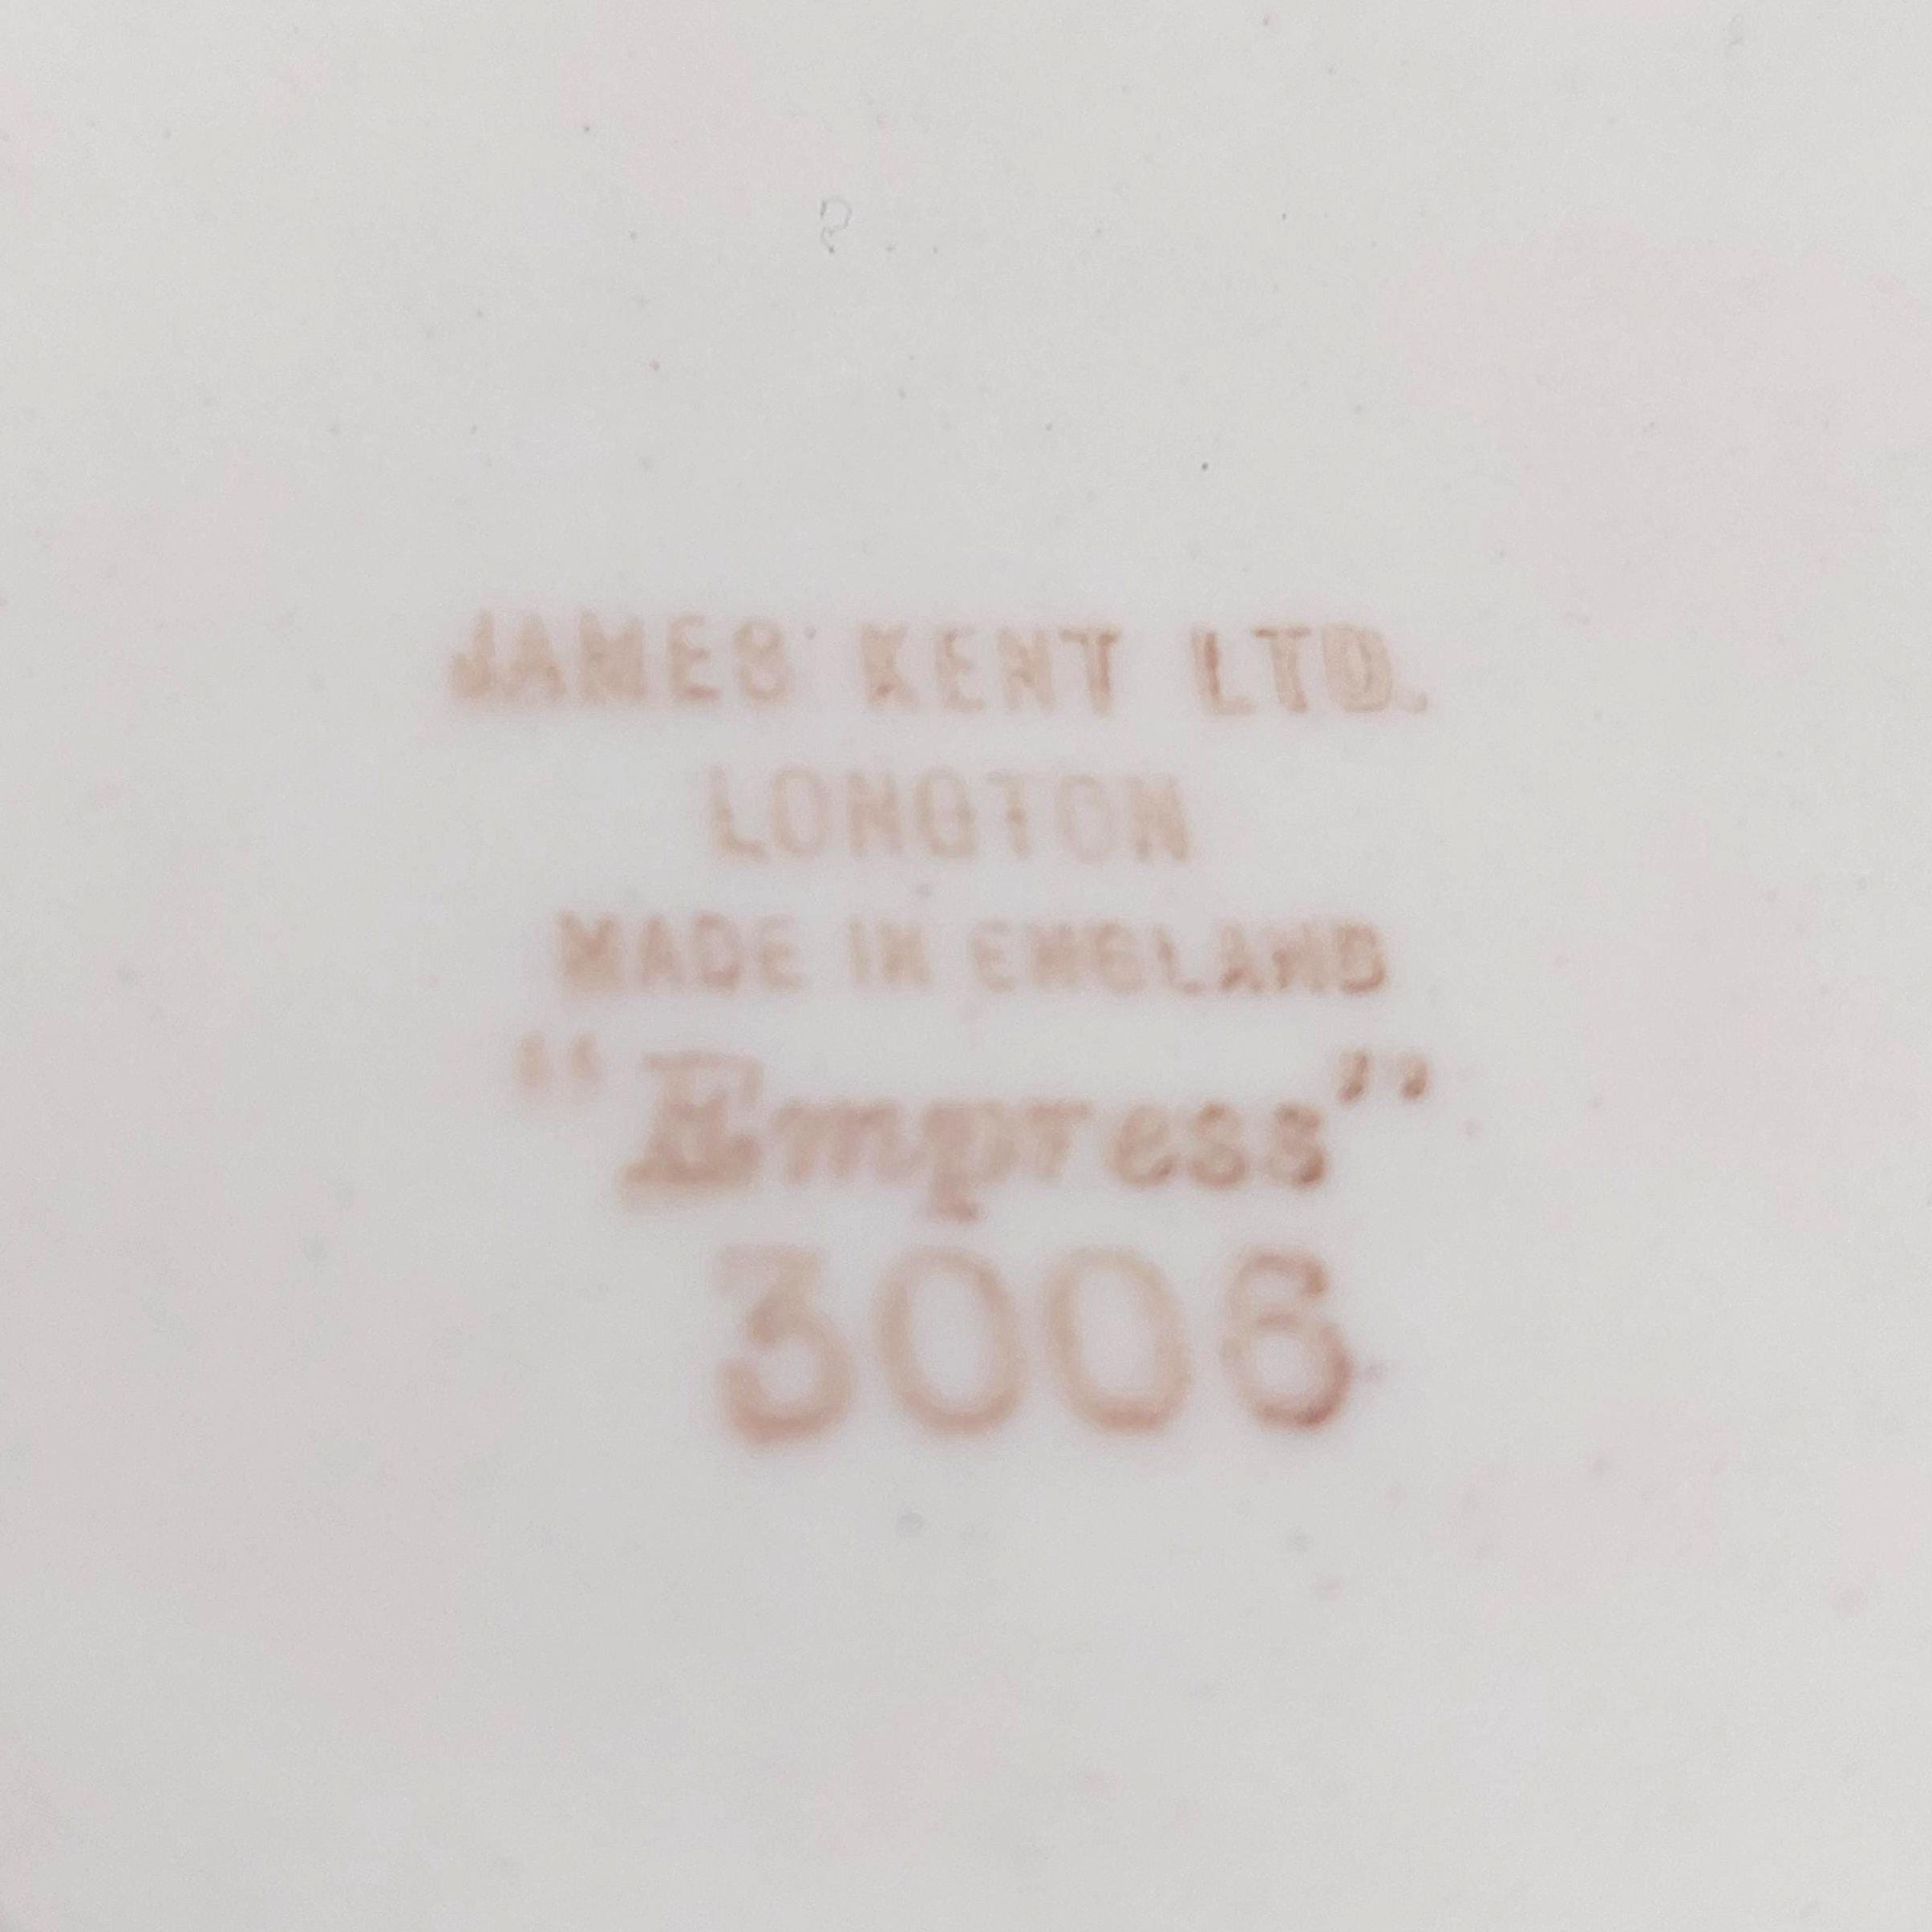 JAMES KENT LTD.
LONGTON
MADE IN ENGLAND
"Empress"
3006